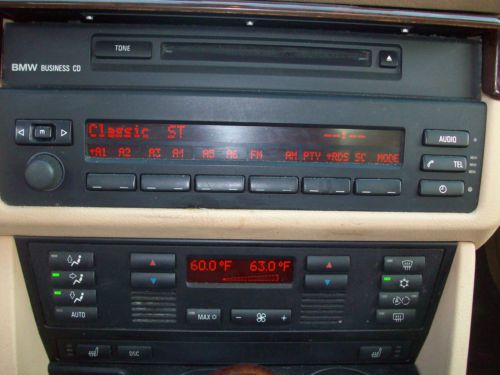 TONE
BMW BUSINESS CD
Classic ST
+A1 A2 A3 A4 A5 A6 FM AM PTY +RDS SC MODE
m
AUDIO
TEL
60.0 °F 63.0 °F
AUTO
MAX
- +
DSC